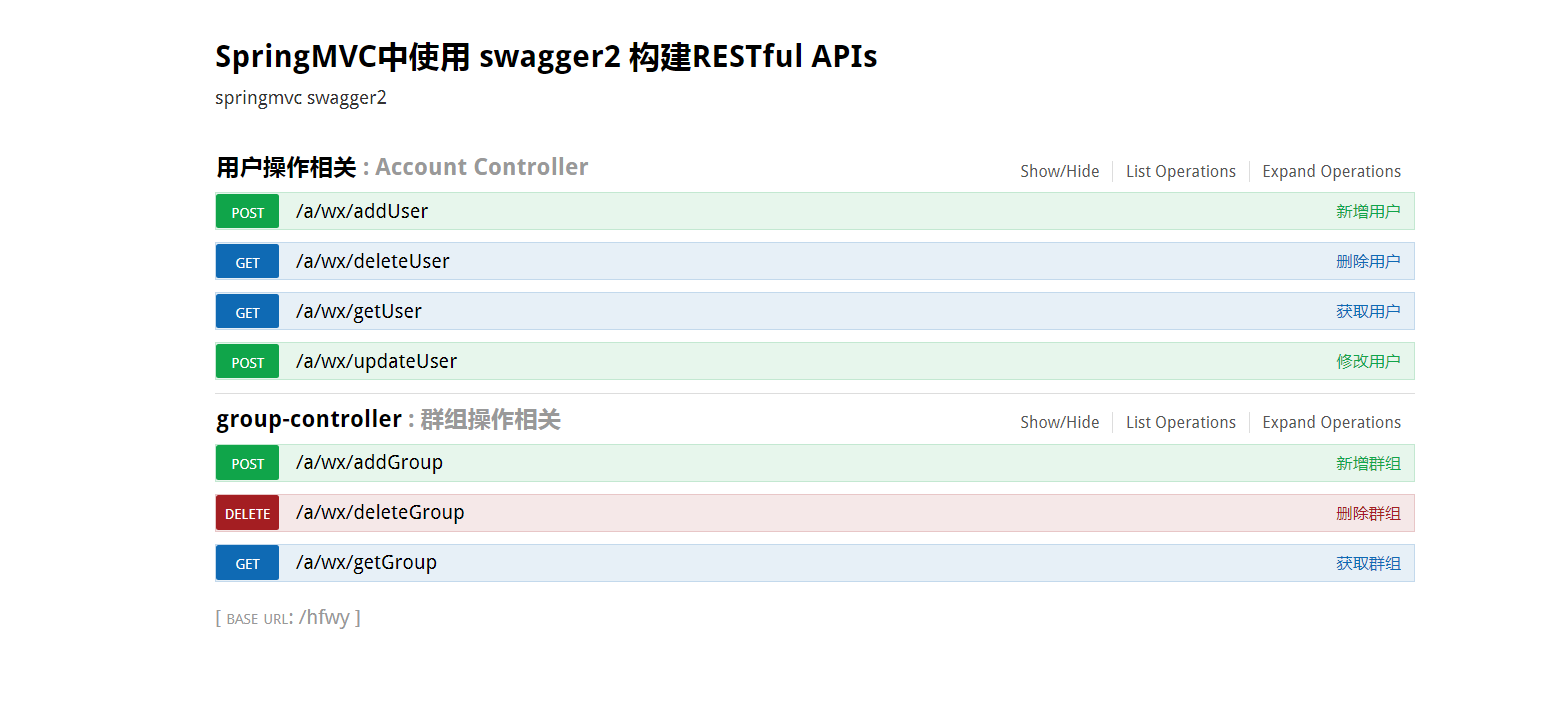 SpringMVC中使用 swagger2 构建RESTful APIs
springmvc swagger2
用户操作相关 : Account Controller Show/Hide List Operations Expand Operations
POST /a/wx/addUser 新增用户
GET /a/wx/deleteUser 删除用户
GET /a/wx/getUser 获取用户
POST /a/wx/updateUser 修改用户
group-controller : 群组操作相关 Show/Hide List Operations Expand Operations
POST /a/wx/addGroup 新增群组
DELETE /a/wx/deleteGroup 删除群组
GET /a/wx/getGroup 获取群组
[ BASE URL: /hfwy ]